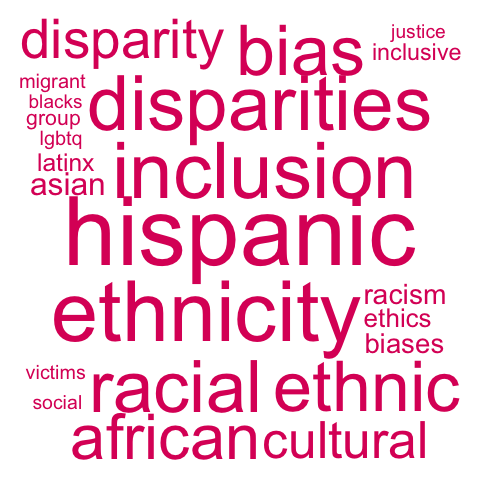 disparity
bias
justice
inclusive
migrant
blacks
group
lgbtq
disparities
latinx
asian
inclusion
hispanic
ethnicity
racism
ethics
biases
victims
social
racial
ethnic
african
cultural